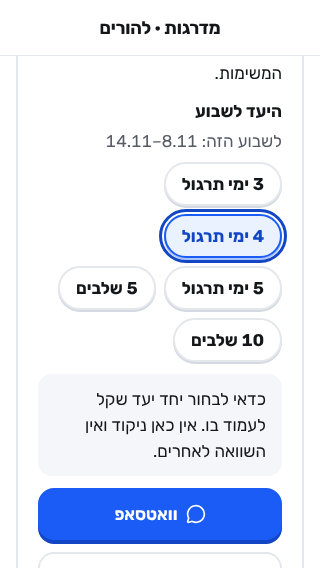 מדרגות • להורים
המשימות.
היעד לשבוע
לשבוע הזה: 8.11–14.11
3 ימי תרגול
4 ימי תרגול
5 ימי תרגול
5 שלבים
10 שלבים
כדאי לבחור יחד יעד שקל
לעמוד בו. אין כאן ניקוד ואין
השוואה לאחרים.
וואטסאפ